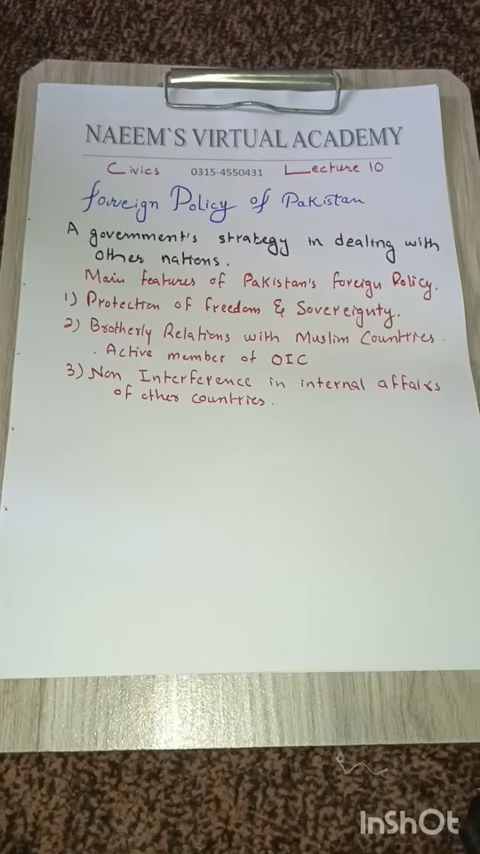 NAEEM`S VIRTUAL ACADEMY
Civics 0315-4550431 Lecture 10
Foreign Policy of Pakistan
A government's strategy in dealing with
other nations.
Main features of Pakistan's foreign Policy.
1) Protection of freedom & Sovereignty.
2) Brotherly Relations with Muslim Countries.
. Active member of OIC
3) Non Interference in internal affairs
of other countries.
InShOt